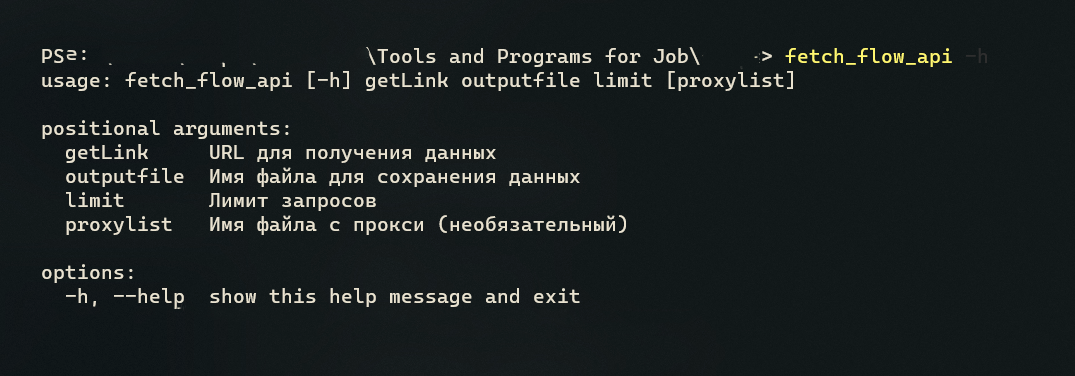 PS \Tools and Programs for Job\ > fetch_flow_api -h
usage: fetch_flow_api [-h] getLink outputfile limit [proxylist]
positional arguments:
getLink URL для получения данных
outputfile Имя файла для сохранения данных
limit Лимит запросов
proxylist Имя файла с прокси (необязательный)
options:
-h, --help show this help message and exit